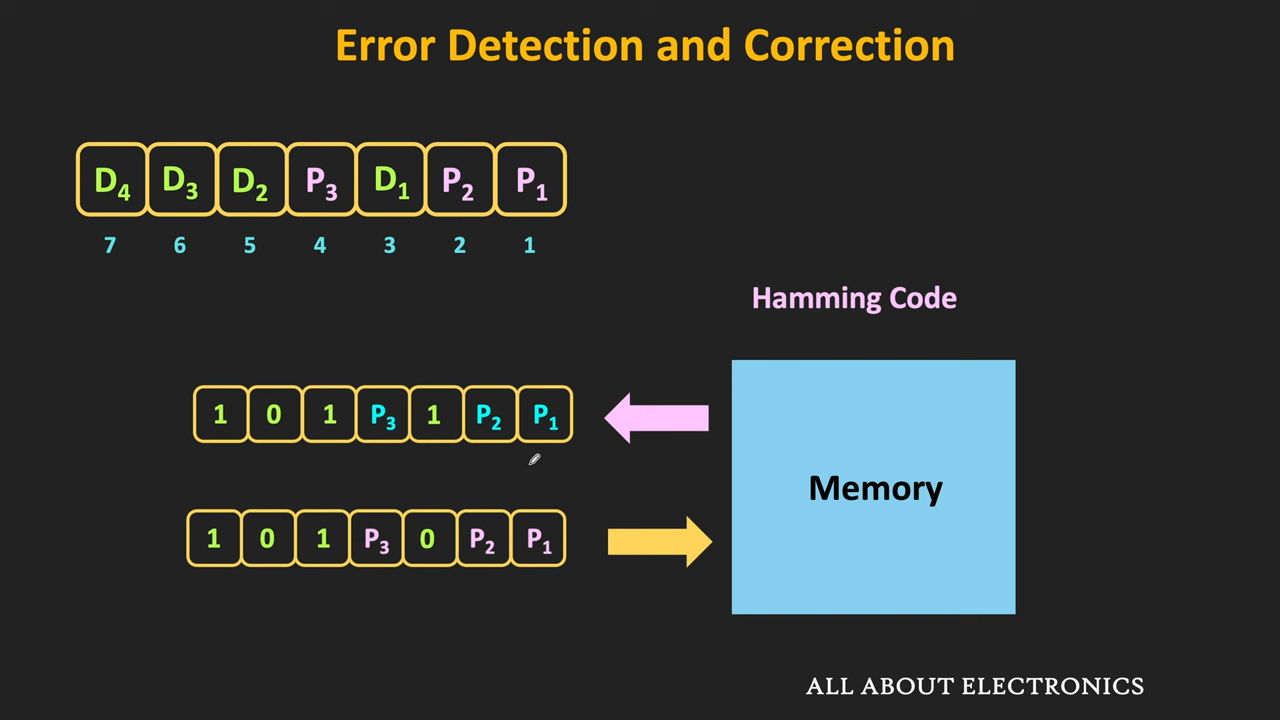 Error Detection and Correction
D₄ D₃ D₂ P₃ D₁ P₂ P₁
7 6 5 4 3 2 1
Hamming Code
1 0 1 P₃ 1 P₂ P₁
Memory
1 0 1 P₃ 0 P₂ P₁
ALL ABOUT ELECTRONICS